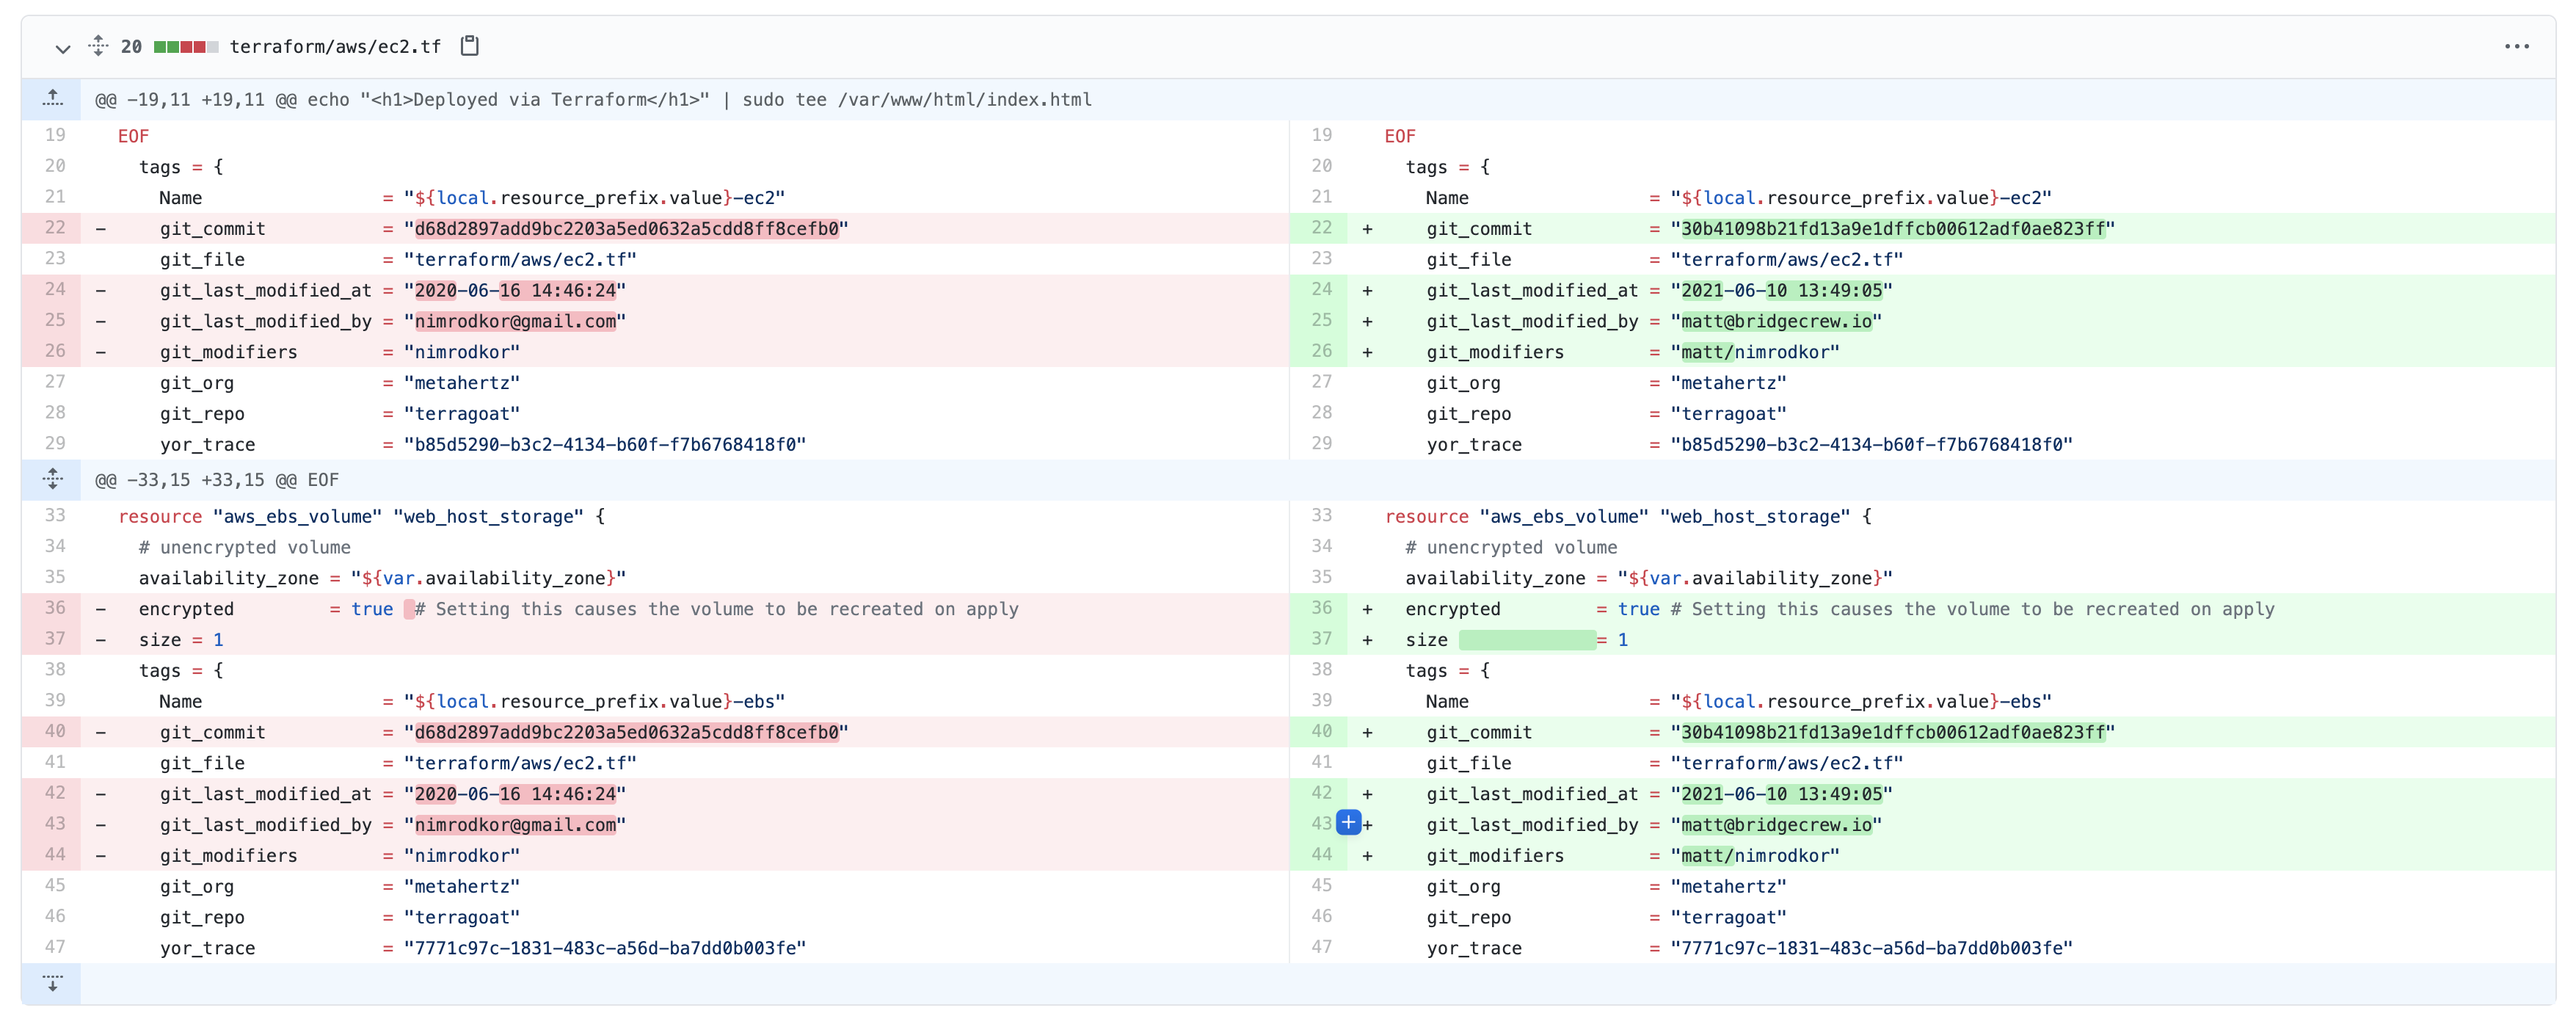 20 terraform/aws/ec2.tf
@@ -19,11 +19,11 @@ echo "<h1>Deployed via Terraform</h1>" | sudo tee /var/www/html/index.html
19 EOF
20 tags = {
21 Name = "${local.resource_prefix.value}-ec2"
22 - git_commit = "d68d2897add9bc2203a5ed0632a5cdd8ff8cefb0"
23 git_file = "terraform/aws/ec2.tf"
24 - git_last_modified_at = "2020-06-16 14:46:24"
25 - git_last_modified_by = "nimrodkor@gmail.com"
26 - git_modifiers = "nimrodkor"
27 git_org = "metahertz"
28 git_repo = "terragoat"
29 yor_trace = "b85d5290-b3c2-4134-b60f-f7b6768418f0"
19 EOF
20 tags = {
21 Name = "${local.resource_prefix.value}-ec2"
22 + git_commit = "30b41098b21fd13a9e1dffcb00612adf0ae823ff"
23 git_file = "terraform/aws/ec2.tf"
24 + git_last_modified_at = "2021-06-10 13:49:05"
25 + git_last_modified_by = "matt@bridgecrew.io"
26 + git_modifiers = "matt/nimrodkor"
27 git_org = "metahertz"
28 git_repo = "terragoat"
29 yor_trace = "b85d5290-b3c2-4134-b60f-f7b6768418f0"
@@ -33,15 +33,15 @@ EOF
33 resource "aws_ebs_volume" "web_host_storage" {
34 # unencrypted volume
35 availability_zone = "${var.availability_zone}"
36 - encrypted = true # Setting this causes the volume to be recreated on apply
37 - size = 1
38 tags = {
39 Name = "${local.resource_prefix.value}-ebs"
40 - git_commit = "d68d2897add9bc2203a5ed0632a5cdd8ff8cefb0"
41 git_file = "terraform/aws/ec2.tf"
42 - git_last_modified_at = "2020-06-16 14:46:24"
43 - git_last_modified_by = "nimrodkor@gmail.com"
44 - git_modifiers = "nimrodkor"
45 git_org = "metahertz"
46 git_repo = "terragoat"
47 yor_trace = "7771c97c-1831-483c-a56d-ba7dd0b003fe"
33 resource "aws_ebs_volume" "web_host_storage" {
34 # unencrypted volume
35 availability_zone = "${var.availability_zone}"
36 + encrypted = true # Setting this causes the volume to be recreated on apply
37 + size = 1
38 tags = {
39 Name = "${local.resource_prefix.value}-ebs"
40 + git_commit = "30b41098b21fd13a9e1dffcb00612adf0ae823ff"
41 git_file = "terraform/aws/ec2.tf"
42 + git_last_modified_at = "2021-06-10 13:49:05"
43 + git_last_modified_by = "matt@bridgecrew.io"
44 + git_modifiers = "matt/nimrodkor"
45 git_org = "metahertz"
46 git_repo = "terragoat"
47 yor_trace = "7771c97c-1831-483c-a56d-ba7dd0b003fe"